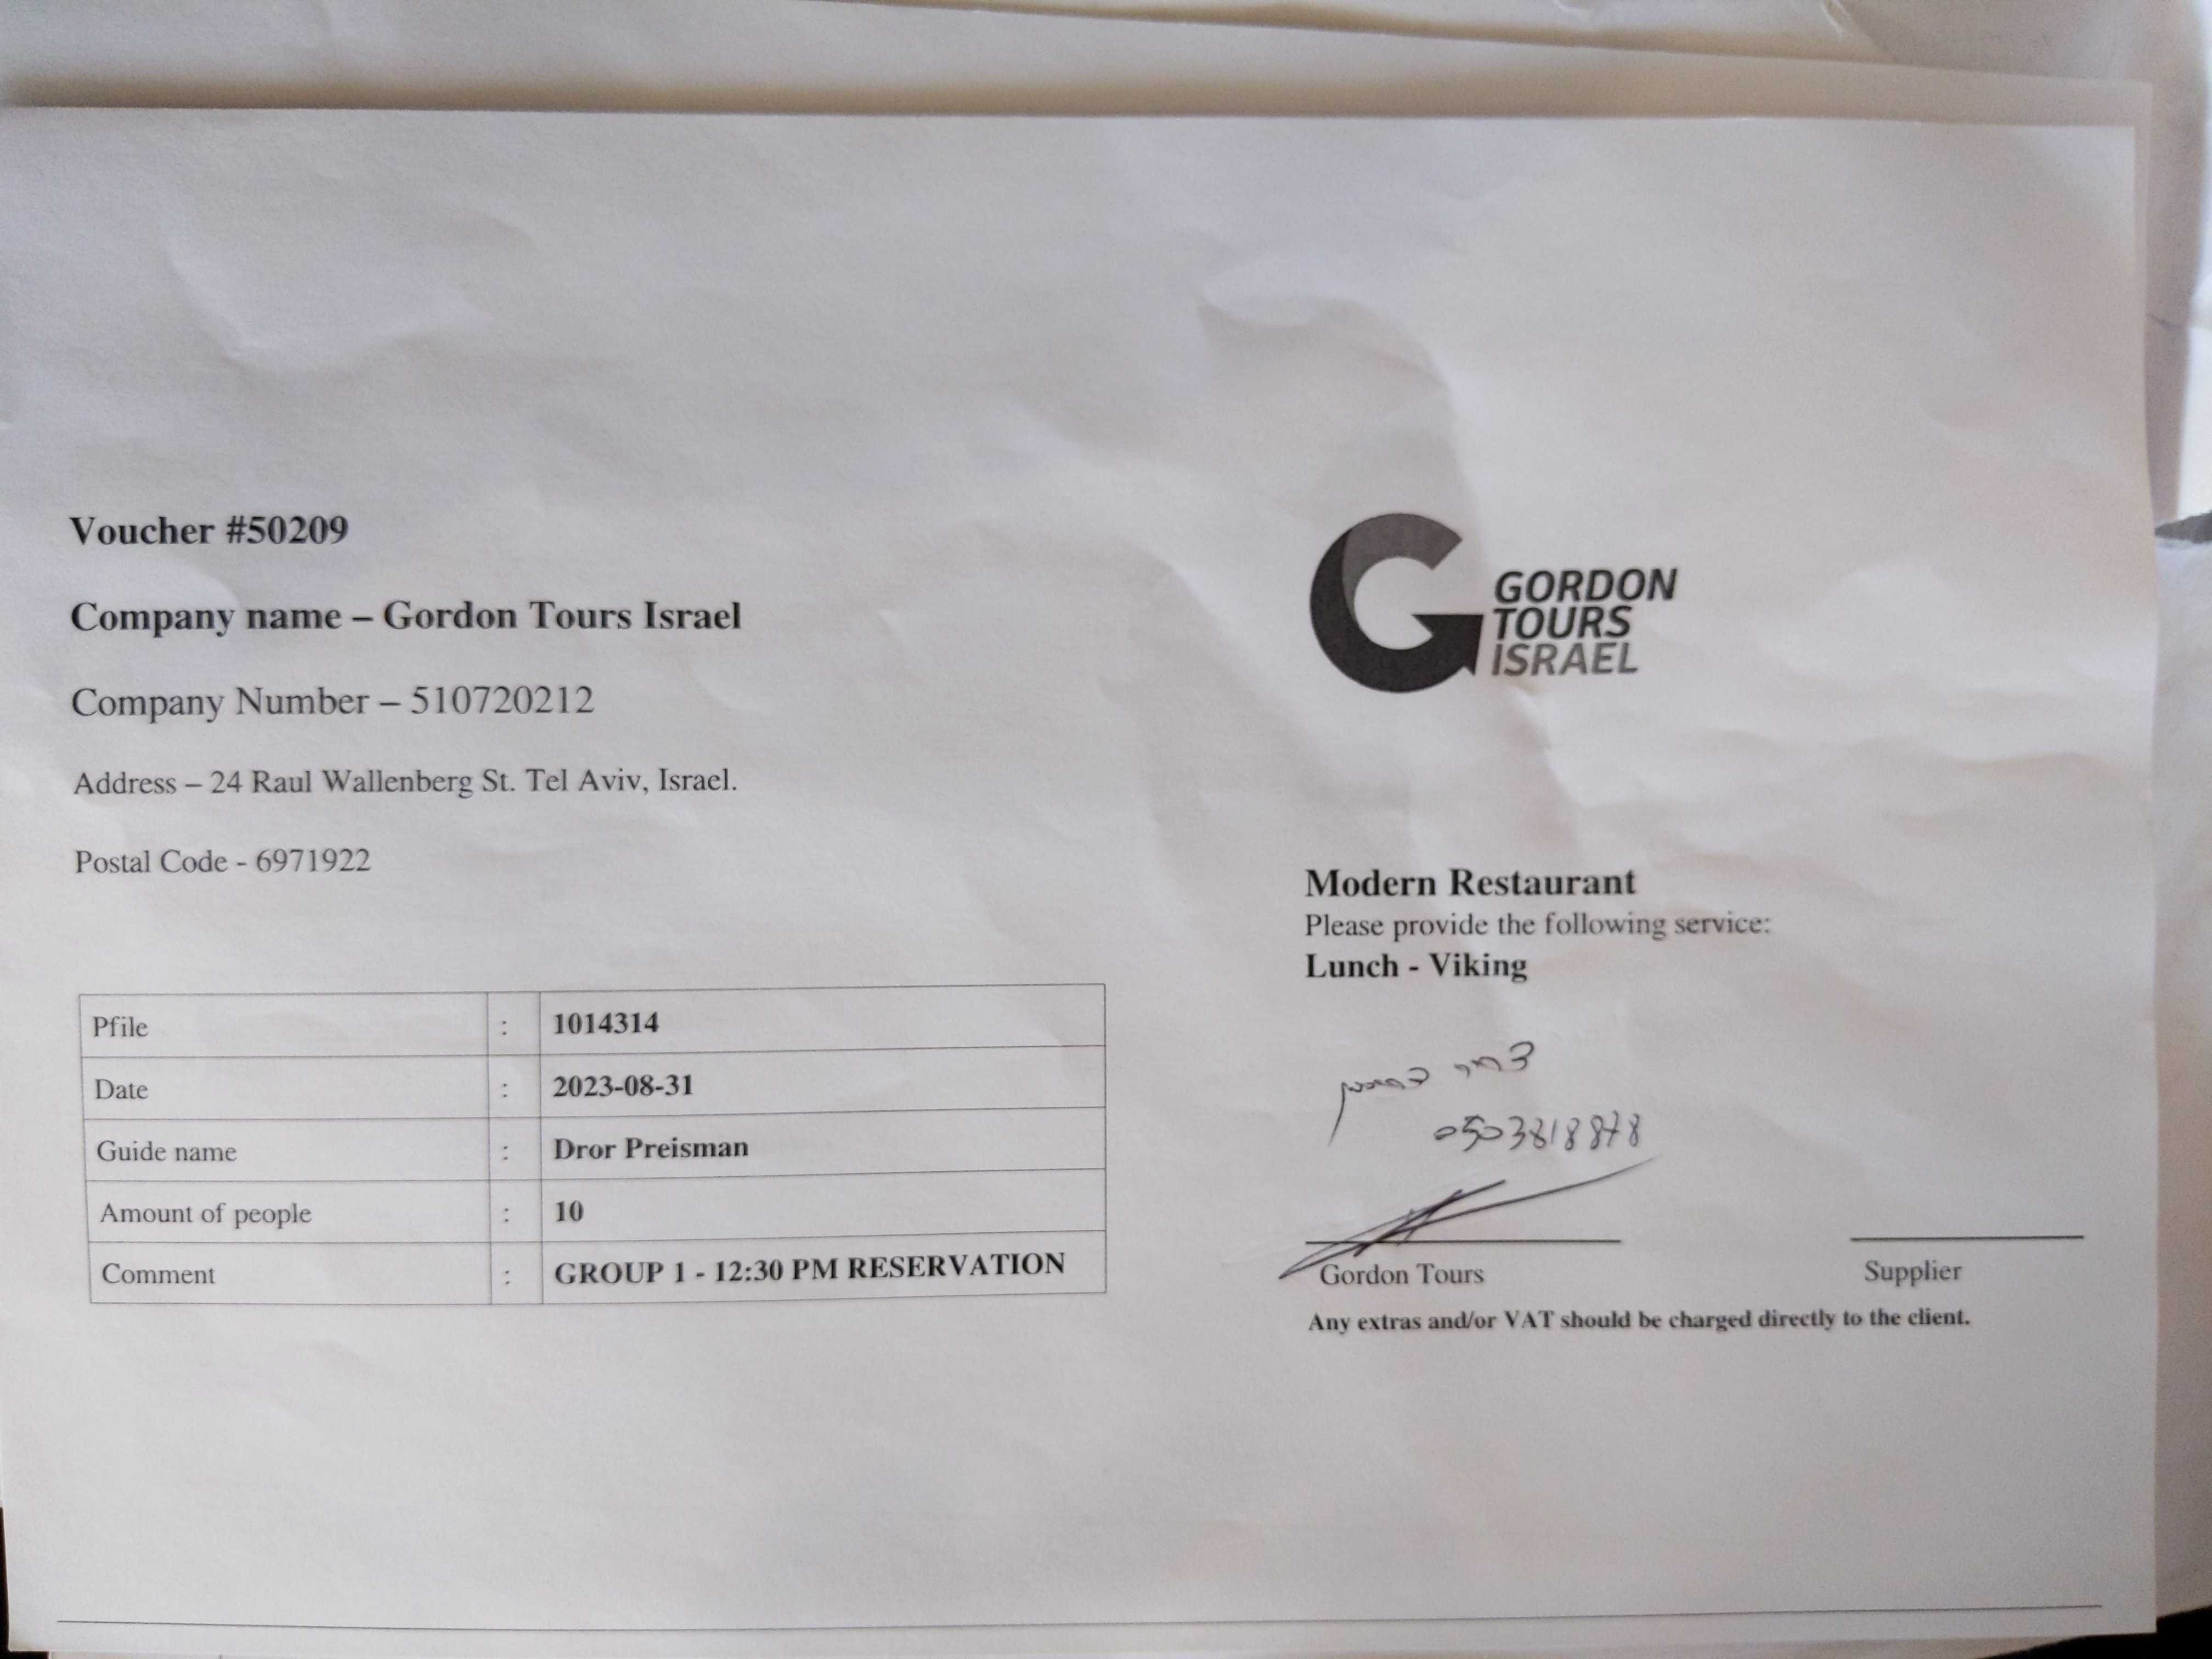 Voucher #50209
Company name – Gordon Tours Israel
Company Number – 510720212
Address – 24 Raul Wallenberg St. Tel Aviv, Israel.
Postal Code - 6971922
Pfile : 1014314
Date : 2023-08-31
Guide name : Dror Preisman
Amount of people : 10
Comment : GROUP 1 - 12:30 PM RESERVATION
GORDON
TOURS
ISRAEL
Modern Restaurant
Please provide the following service:
Lunch - Viking
דרור פרייסמן
0503818878
Gordon Tours
Supplier
Any extras and/or VAT should be charged directly to the client.